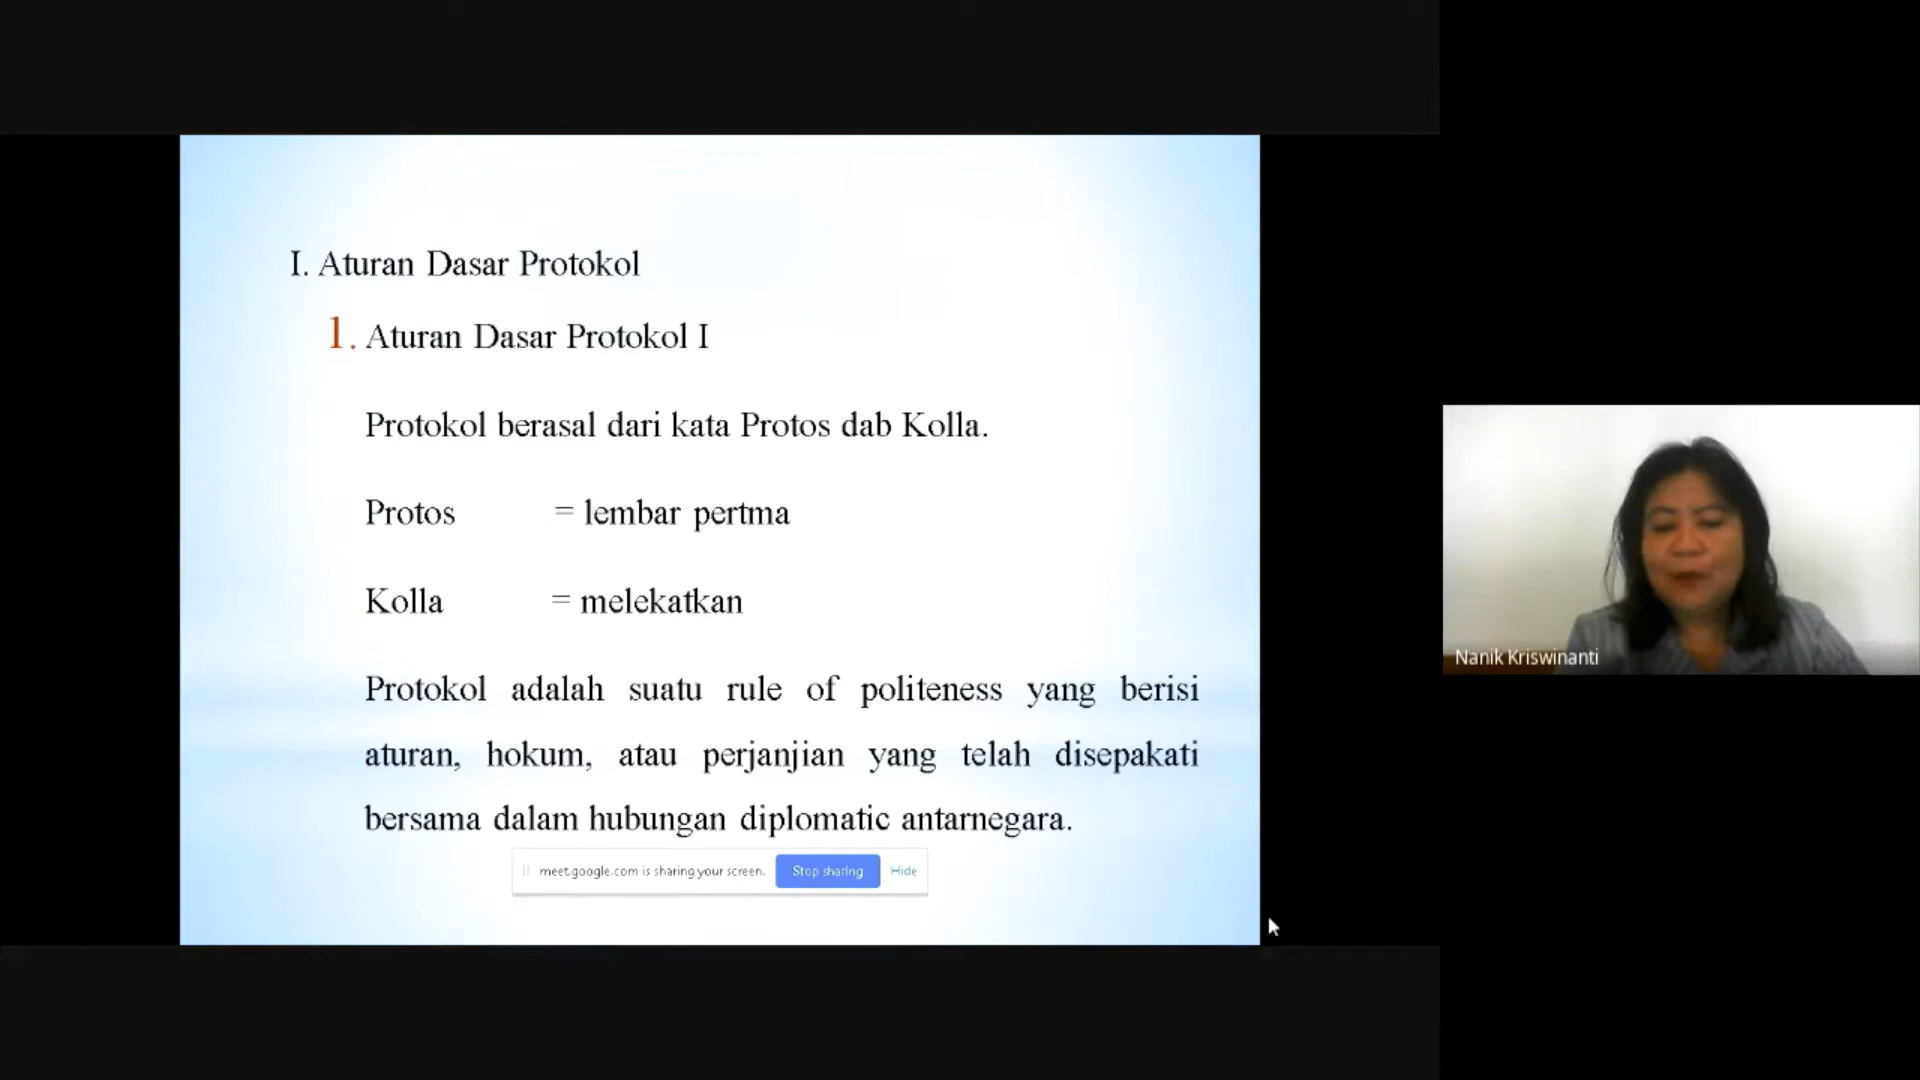 I. Aturan Dasar Protokol
1. Aturan Dasar Protokol I
Protokol berasal dari kata Protos dab Kolla.
Protos = lembar pertma
Kolla = melekatkan
Protokol adalah suatu rule of politeness yang berisi
aturan, hokum, atau perjanjian yang telah disepakati
bersama dalam hubungan diplomatic antarnegara.
meet.google.com is sharing your screen. Stop sharing Hide
Nanik Kriswinanti